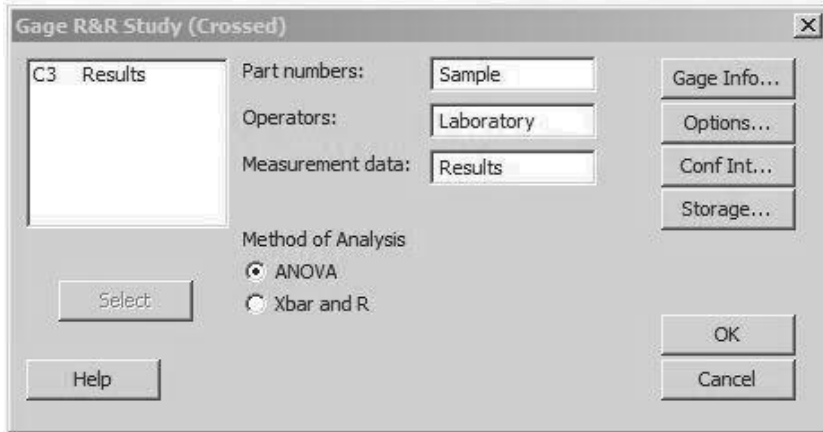 Gage R&R Study (Crossed)
C3 Results
Part numbers: Sample
Operators: Laboratory
Measurement data: Results
Method of Analysis
ANOVA
Xbar and R
Select
Help
Gage Info...
Options...
Conf Int...
Storage...
OK
Cancel